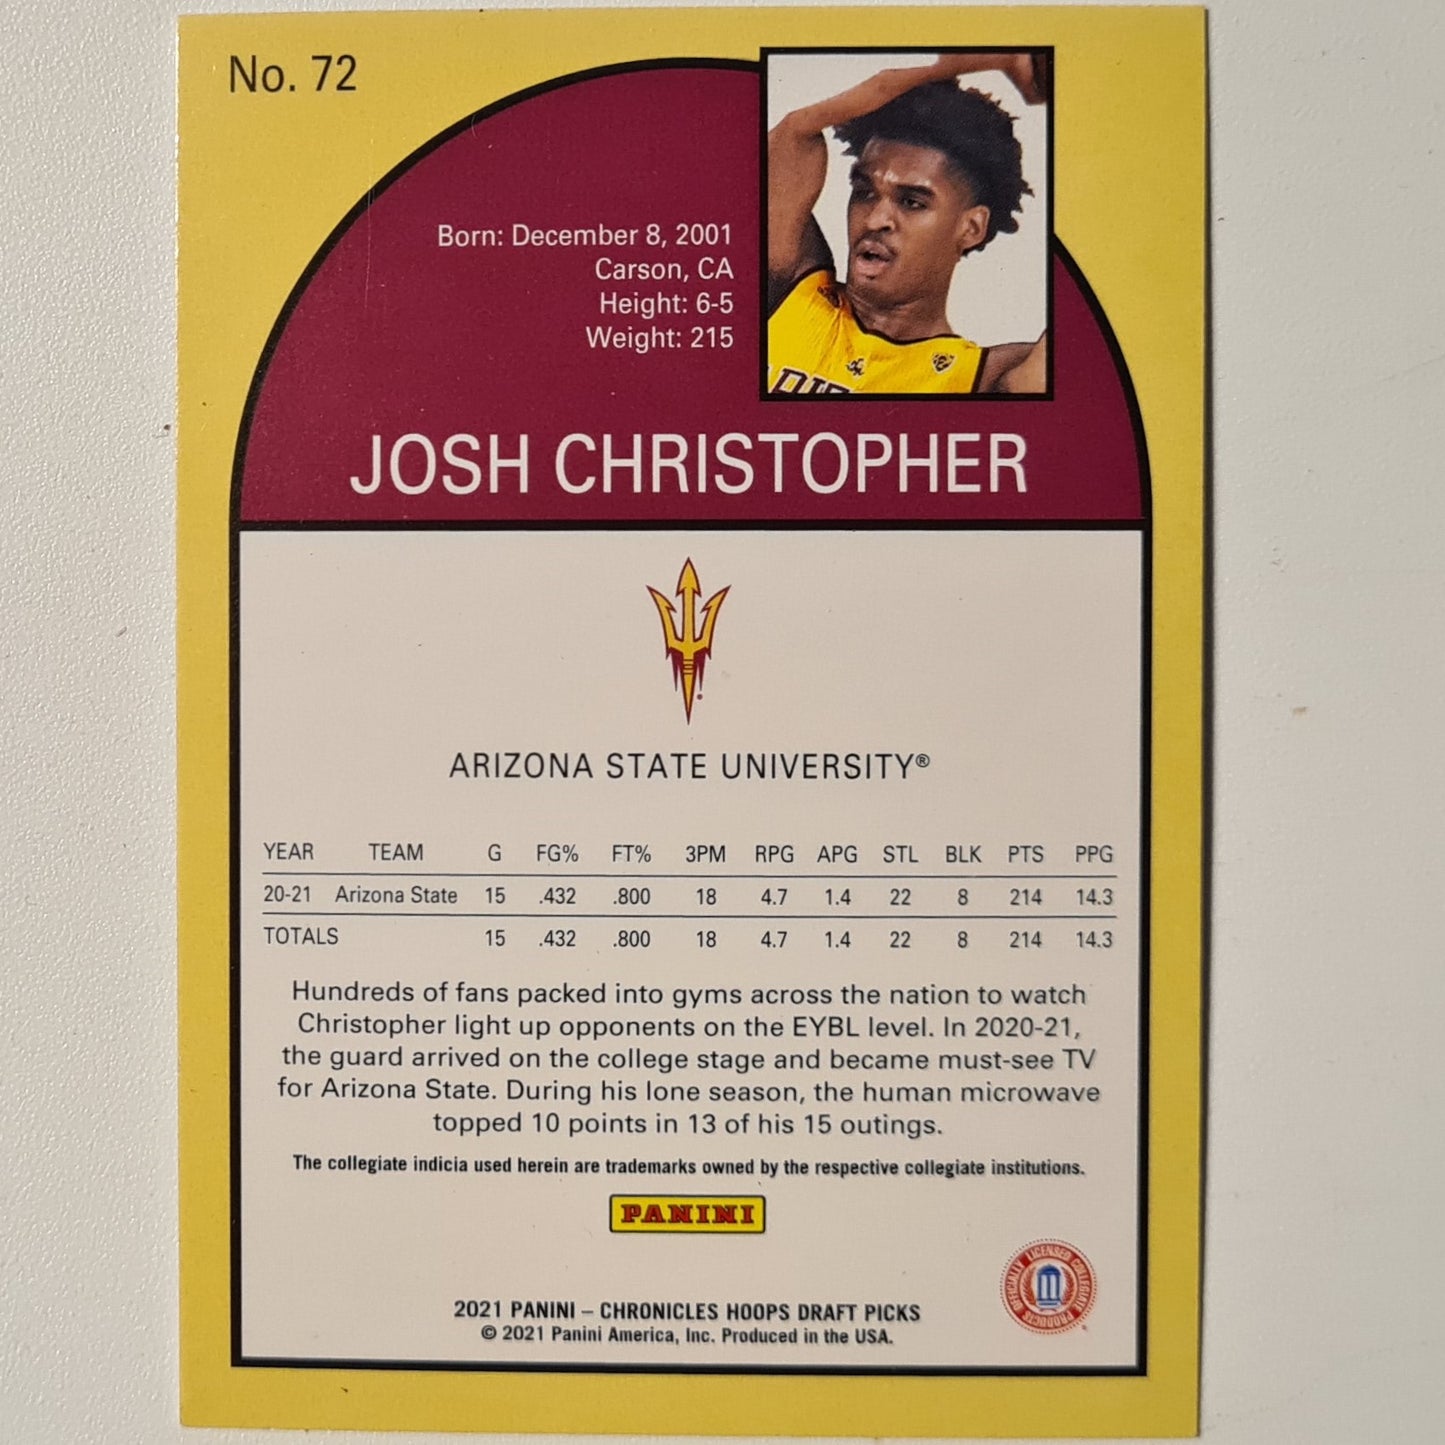 No. 72
Born: December 8, 2001
Carson, CA
Height: 6-5
Weight: 215
JOSH CHRISTOPHER
ARIZONA STATE UNIVERSITY®
YEAR TEAM G FG% FT% 3PM RPG APG STL BLK PTS PPG
20-21 Arizona State 15 .432 .800 18 4.7 1.4 22 8 214 14.3
TOTALS 15 .432 .800 18 4.7 1.4 22 8 214 14.3
Hundreds of fans packed into gyms across the nation to watch
Christopher light up opponents on the EYBL level. In 2020-21,
the guard arrived on the college stage and became must-see TV
for Arizona State. During his lone season, the human microwave
topped 10 points in 13 of his 15 outings.
The collegiate indicia used herein are trademarks owned by the respective collegiate institutions.
PANINI
OFFICIALLY LICENSED COLLEGIATE PRODUCTS
2021 PANINI – CHRONICLES HOOPS DRAFT PICKS
© 2021 Panini America, Inc. Produced in the USA.